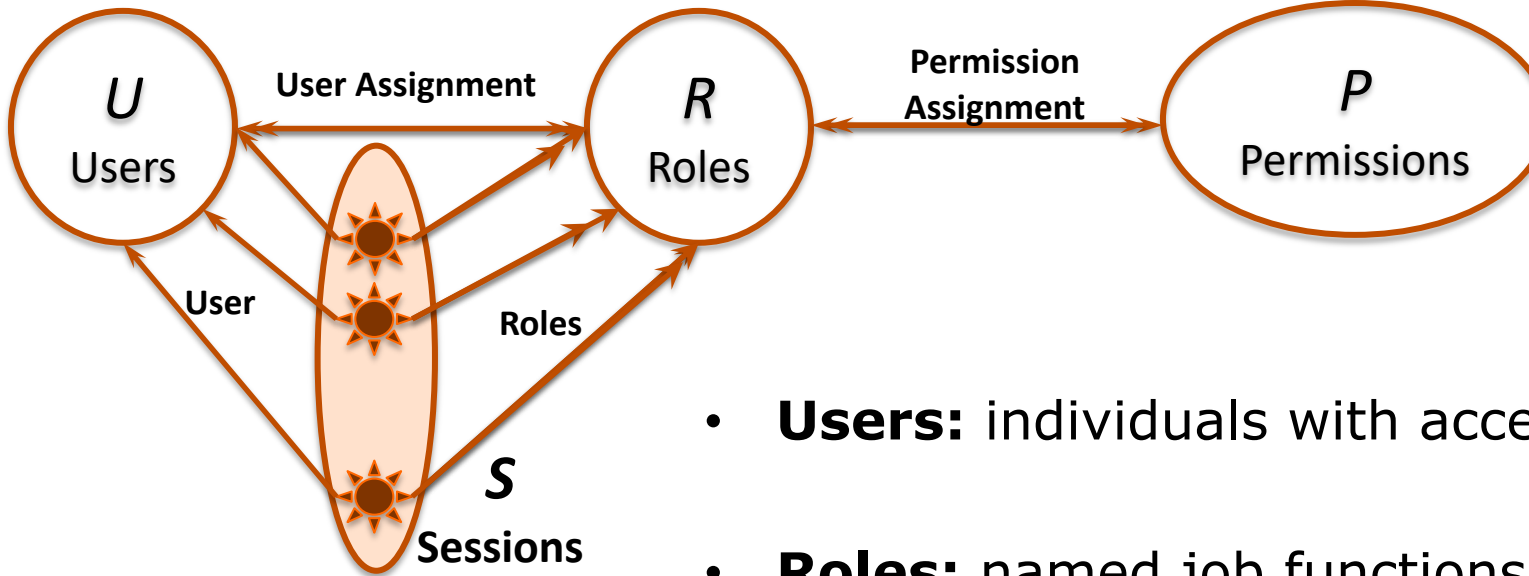 U
Users
User Assignment
R
Roles
Permission
Assignment
P
Permissions
User
Roles
S
Sessions
• Users: individuals with acce
• Roles: named job functions